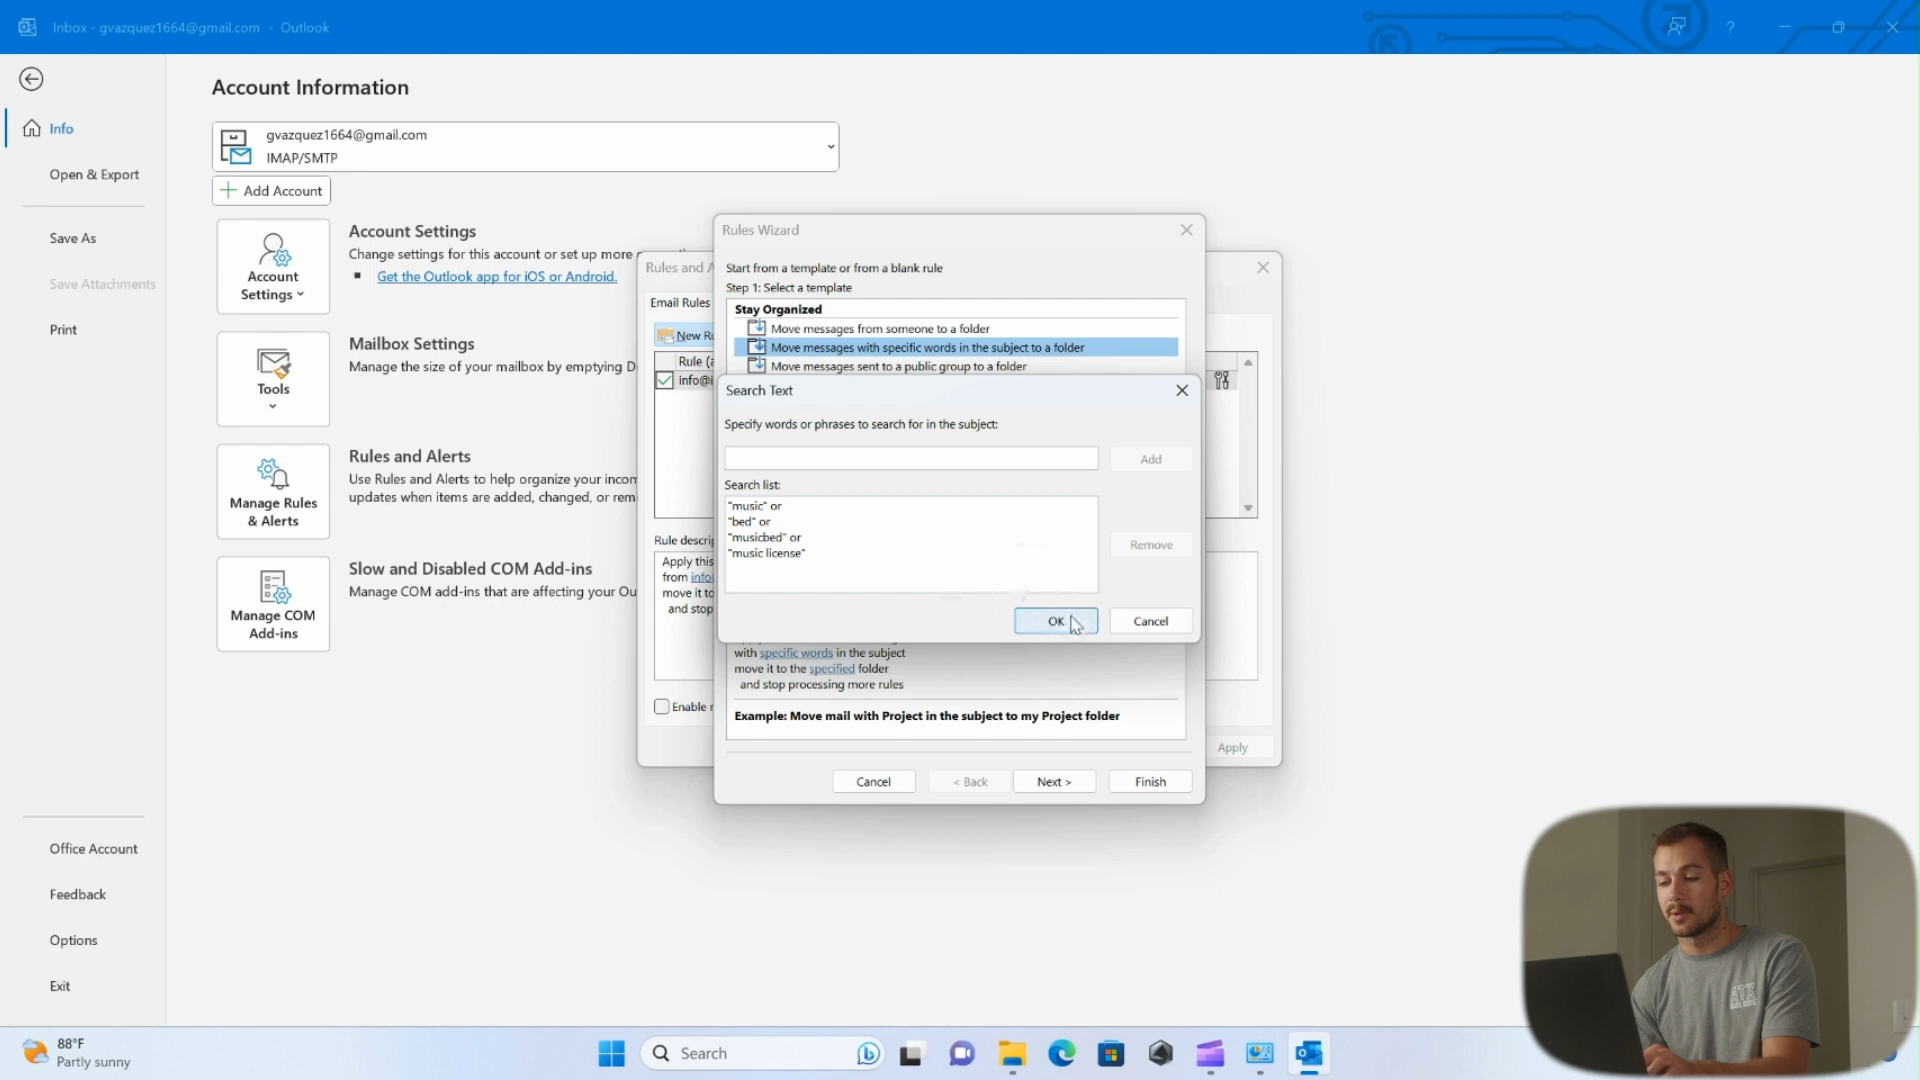 Inbox - gvazquez1664@gmail.com - Outlook
?
Account Information
Info
gvazquez1664@gmail.com
IMAP/SMTP
Open & Export
Add Account
Save As
Save Attachments
Print
Account Settings
Account Settings
Change settings for this account or set up more
Get the Outlook app for iOS or Android.
Tools
Mailbox Settings
Manage the size of your mailbox by emptying D
Manage Rules
& Alerts
Rules and Alerts
Use Rules and Alerts to help organize your incom
updates when items are added, changed, or rem
Manage COM
Add-ins
Slow and Disabled COM Add-ins
Manage COM add-ins that are affecting your Ou
Office Account
Feedback
Options
Exit
Rules and A
Email Rules
New Ru
Rule (a
info@i
Rule descrip
Apply this
from info
move it to
and stop
Enable r
Apply
Rules Wizard
Start from a template or from a blank rule
Step 1: Select a template
Stay Organized
Move messages from someone to a folder
Move messages with specific words in the subject to a folder
Move messages sent to a public group to a folder
Search Text
Specify words or phrases to search for in the subject:
Add
Search list:
"music" or
"bed" or
"musicbed" or
"music license"
Remove
OK
Cancel
with specific words in the subject
move it to the specified folder
and stop processing more rules
Example: Move mail with Project in the subject to my Project folder
Cancel
< Back
Next >
Finish
88°F
Partly sunny
Search
ATX